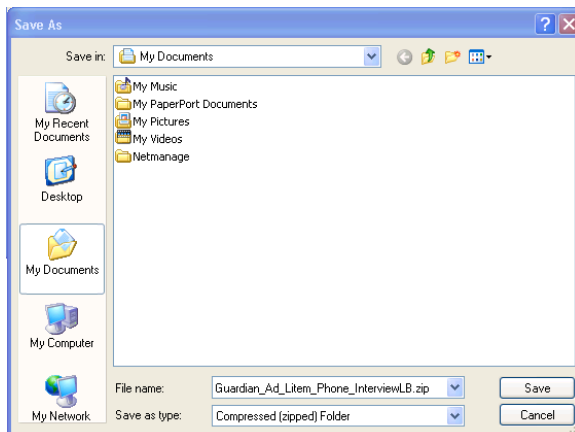 Save As
Save in:
My Documents
My Recent
Documents
Desktop
My Documents
My Computer
My Network
My Music
My PaperPort Documents
My Pictures
My Videos
Netmanage
File name:
Guardian_Ad_Litem_Phone_InterviewLB.zip
Save
Save as type:
Compressed (zipped) Folder
Cancel